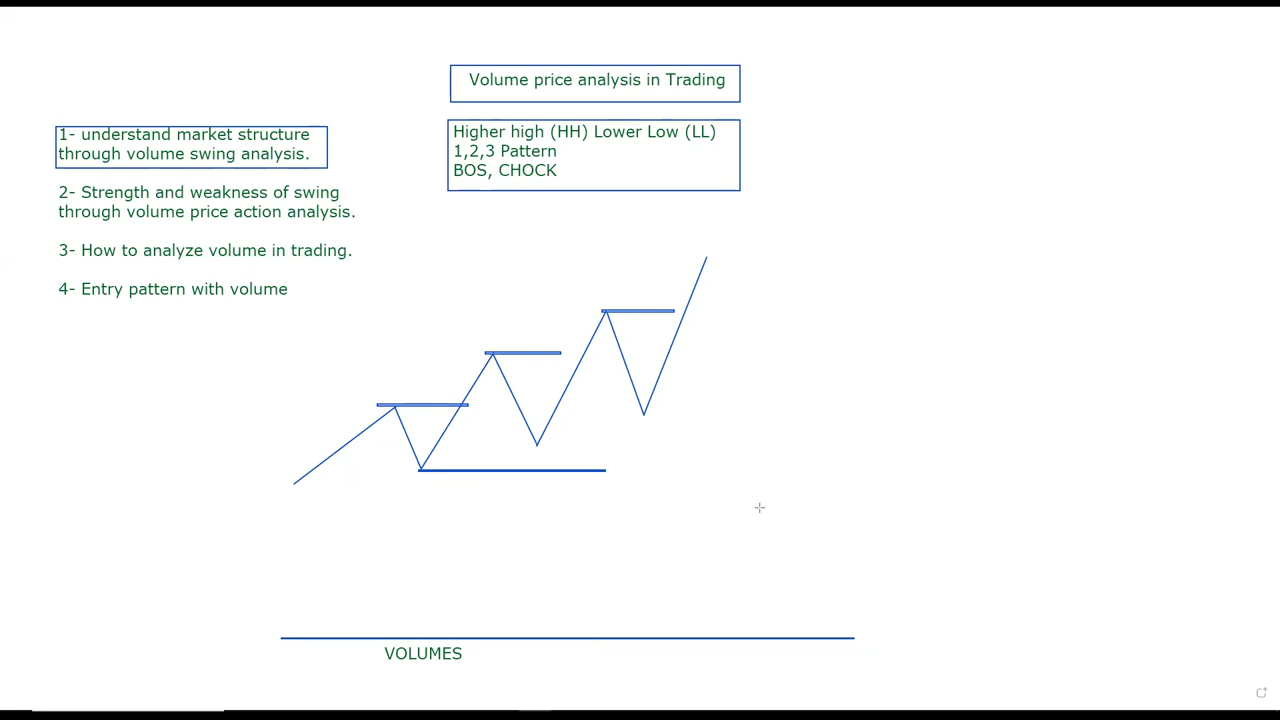 Volume price analysis in Trading
Higher high (HH) Lower Low (LL)
1,2,3 Pattern
BOS, CHOCK
1- understand market structure
through volume swing analysis.
2- Strength and weakness of swing
through volume price action analysis.
3- How to analyze volume in trading.
4- Entry pattern with volume
VOLUMES